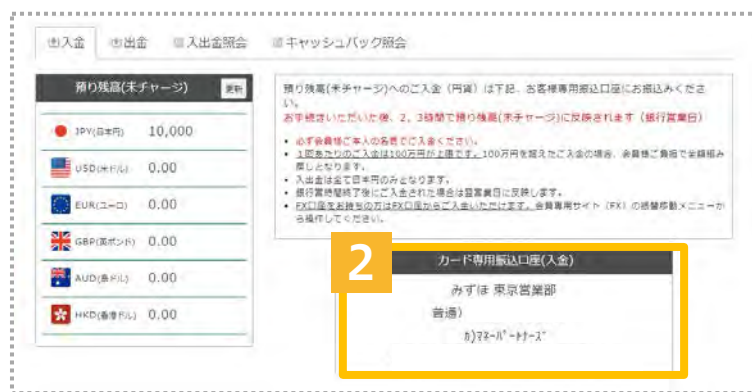 入金 出金 入出金照会 キャッシュバック照会
預り残高(未チャージ) 更新
JPY(日本円) 10,000
USD(米ドル) 0.00
EUR(ユーロ) 0.00
GBP(英ポンド) 0.00
AUD(豪ドル) 0.00
HKD(香港ドル) 0.00
預り残高(未チャージ)へのご入金（円貨）は下記、お客様専用振込口座にお振込みくださ
い。
お手続きいただいた後、2、3時間で預り残高(未チャージ)に反映されます（銀行営業日）
• 必ず会員様ご本人の名義でご入金ください。
• 1回あたりのご入金は100万円が上限です。100万円を超えたご入金の場合、会員様ご負担で全額組み
戻しとなります。
• 入出金は全て日本円のみとなります。
• 銀行営業時間終了後にご入金された場合は翌営業日に反映します。
• FX口座をお持ちの方はFX口座からご入金いただけます。会員専用サイト（FX）の振替移動メニューか
ら操作してください。
2
カード専用振込口座(入金)
みずほ 東京営業部
普通）
ｶ)ﾏﾈｰﾊﾟｰﾄﾅｰｽﾞ